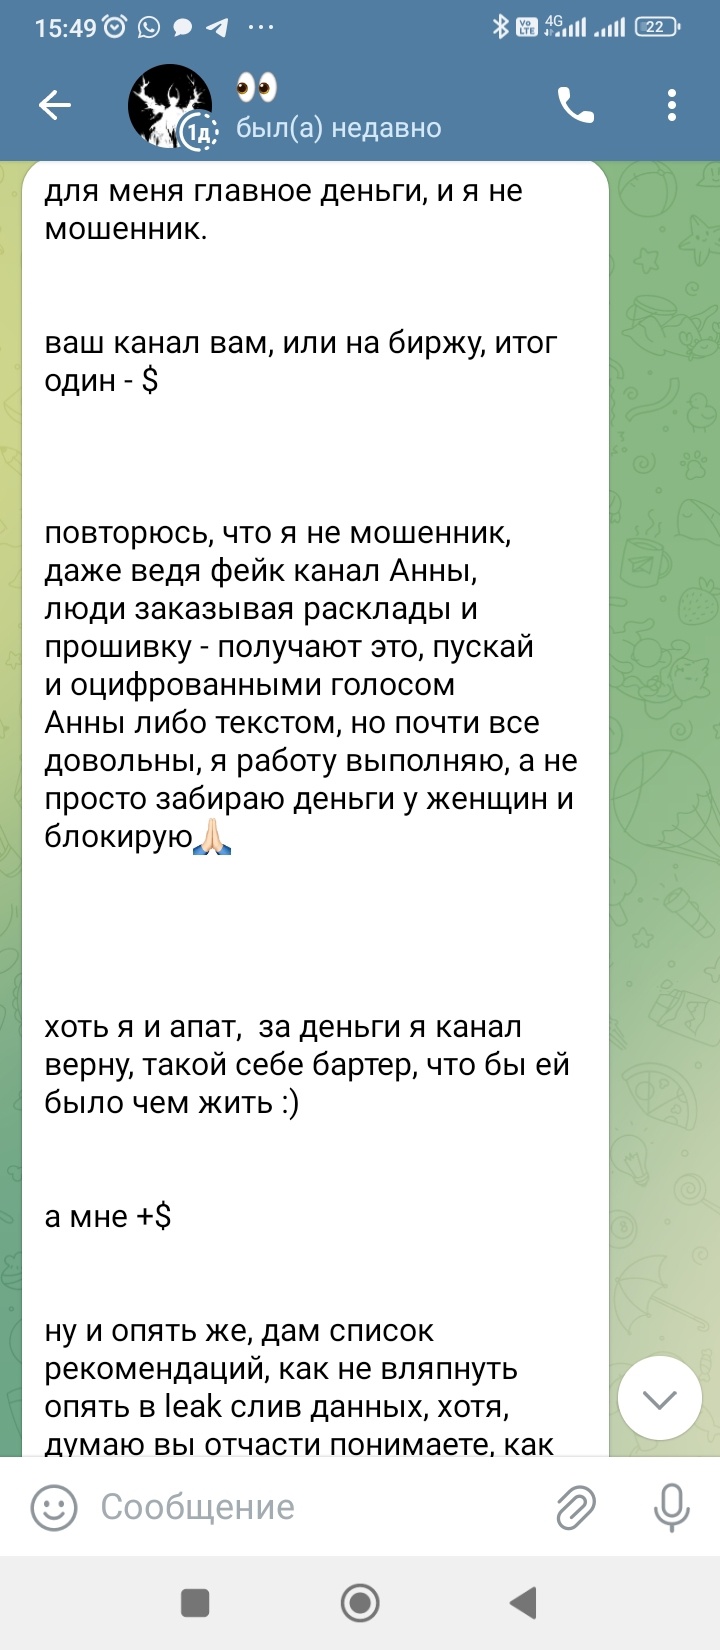 15:49
Vo LTE 4G 22
👀
1д
был(а) недавно
для меня главное деньги, и я не
мошенник.
ваш канал вам, или на биржу, итог
один - $
повторюсь, что я не мошенник,
даже ведя фейк канал Анны,
люди заказывая расклады и
прошивку - получают это, пускай
и оцифрованными голосом
Анны либо текстом, но почти все
довольны, я работу выполняю, а не
просто забираю деньги у женщин и
блокирую🙏🏻
хоть я и апат,  за деньги я канал
верну, такой себе бартер, что бы ей
было чем жить :)
а мне +$
ну и опять же, дам список
рекомендаций, как не вляпнуть
опять в leak слив данных, хотя,
думаю вы отчасти понимаете, как
Сообщение